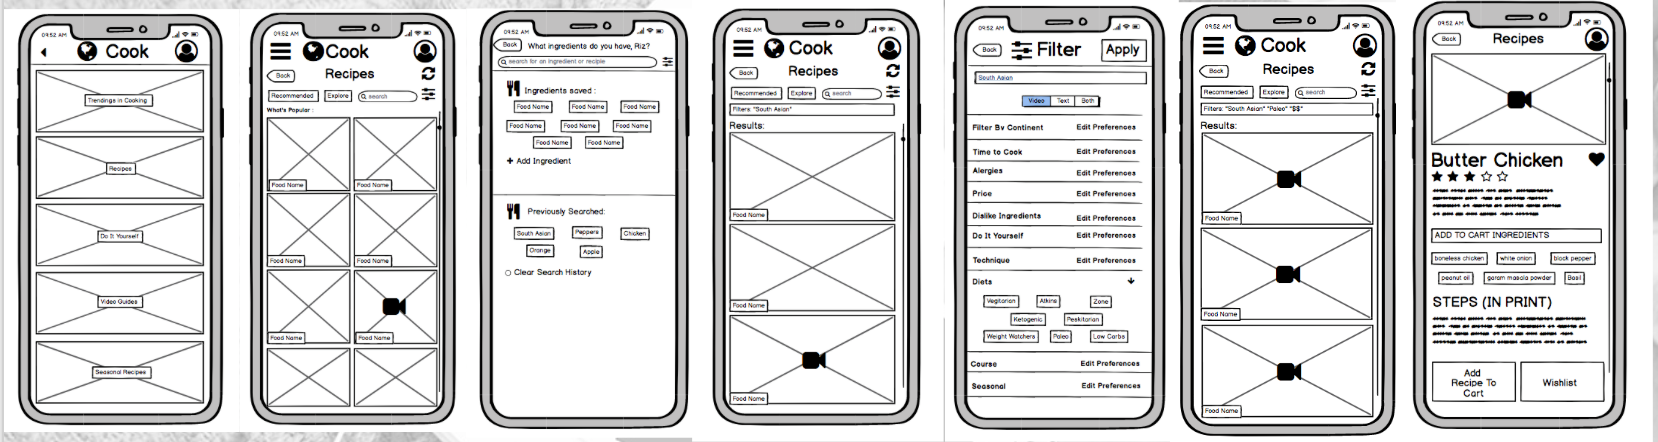 09:52 AM
Cook
Trendings in Cooking
Recipes
Do It Yourself
Video Guides
Seasonal Recipes
09:52 AM
Cook
Back
Recipes
Recommended
Explore
search
What's Popular :
Food Name
Food Name
Food Name
Food Name
Food Name
Food Name
09:52 AM
Back
What ingredients do you have, Riz?
search for an ingredient or recipie
Ingredients saved :
Food Name
Food Name
Food Name
Food Name
Food Name
Food Name
Food Name
Food Name
+ Add Ingredient
Previously Searched:
South Asian
Peppers
Chicken
Orange
Apple
Clear Search History
09:52 AM
Cook
Back
Recipes
Recommended
Explore
search
Filters: "South Asian"
Results:
Food Name
Food Name
Food Name
09:52 AM
Back
Filter
Apply
South Asian
Video
Text
Both
Filter By Continent
Edit Preferences
Time to Cook
Edit Preferences
Alergies
Edit Preferences
Price
Edit Preferences
Dislike Ingredients
Edit Preferences
Do It Yourself
Edit Preferences
Technique
Edit Preferences
Diets
Vegitarian
Atkins
Zone
Ketogenic
Peskitarian
Weight Watchers
Paleo
Low Carbs
Course
Edit Preferences
Seasonal
Edit Preferences
09:52 AM
Cook
Back
Recipes
Recommended
Explore
search
Filters: "South Asian" "Paleo" "$$"
Results:
Food Name
Food Name
Food Name
09:52 AM
Back
Recipes
Butter Chicken
ADD TO CART INGREDIENTS
boneless chicken
white onion
black pepper
peanut oil
garam masala powder
Basil
STEPS (IN PRINT)
Add
Recipe To
Cart
Wishlist